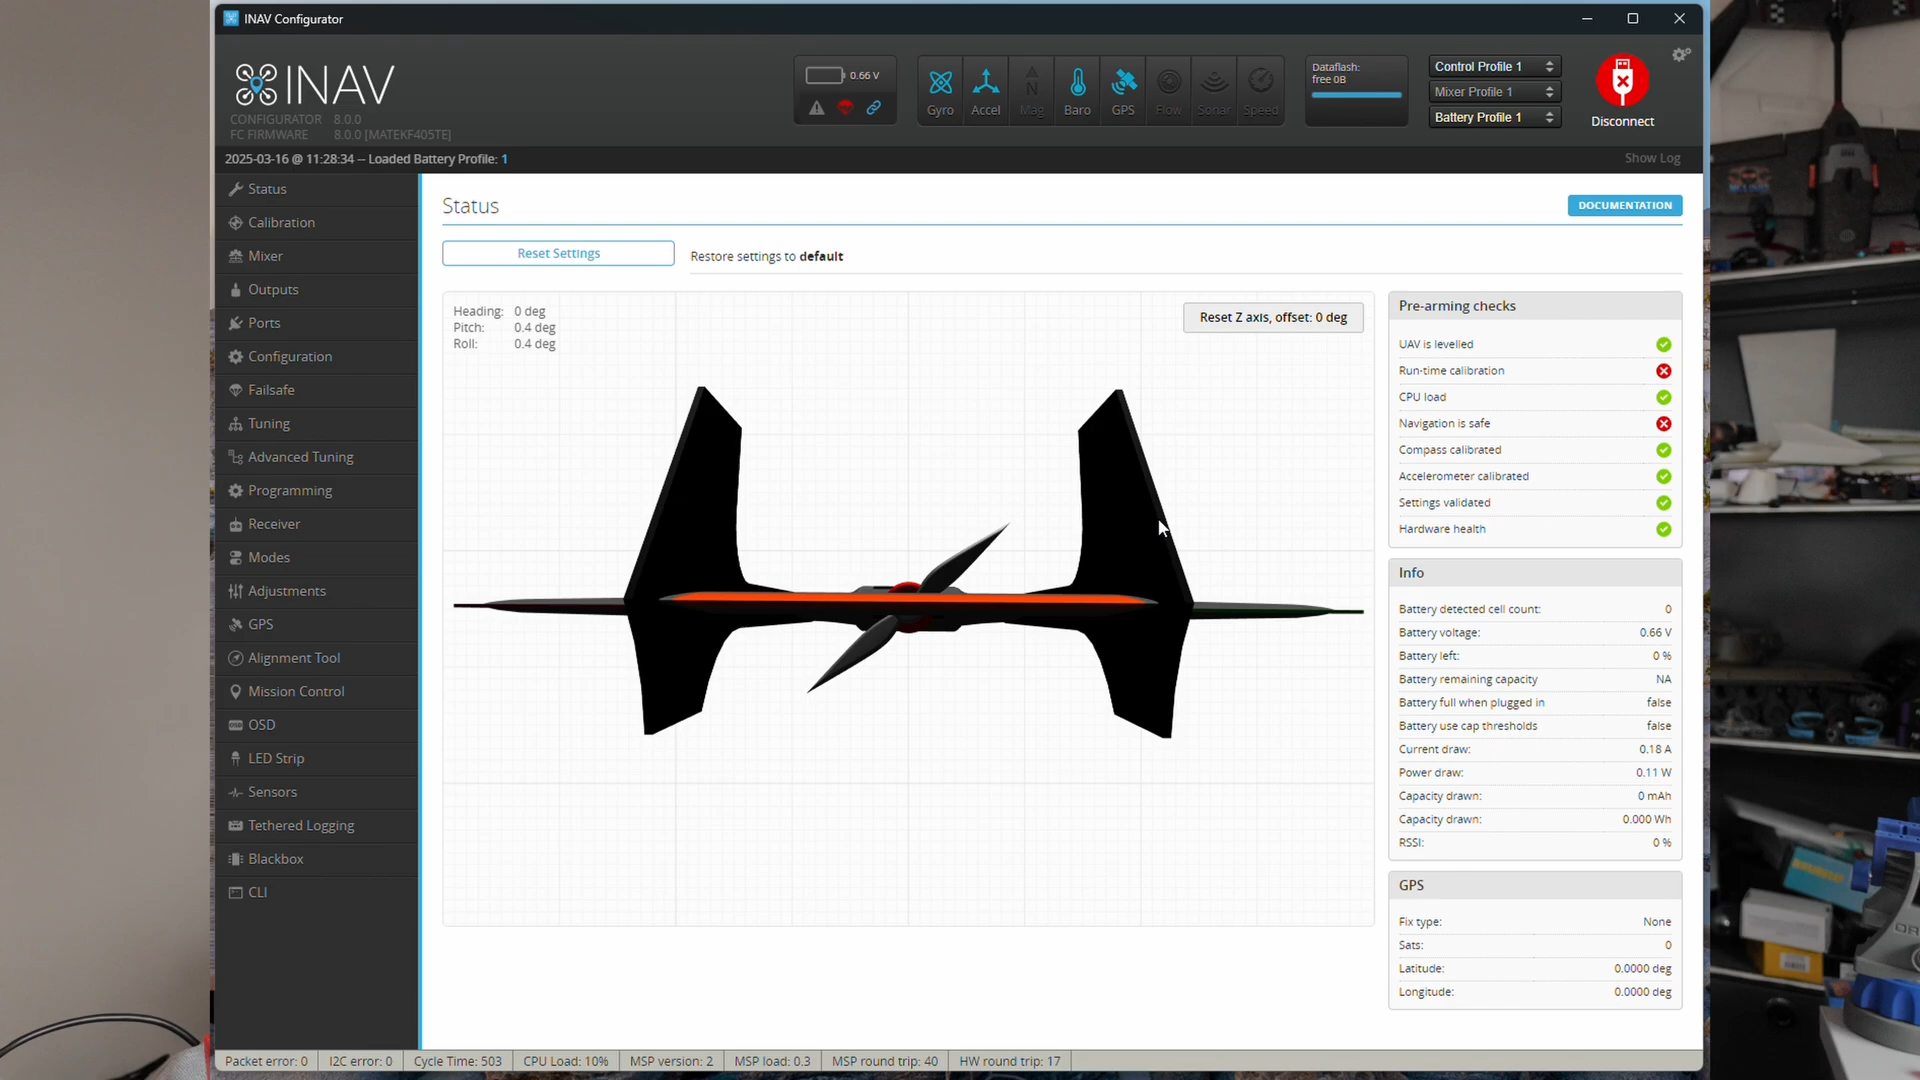 INAV Configurator
INAV
CONFIGURATOR 8.0.0
FC FIRMWARE 8.0.0 [MATEKF405TE]
0.66 V
Gyro
Accel
Mag
Baro
GPS
Flow
Sonar
Speed
Dataflash:
free 0B
Control Profile 1
Mixer Profile 1
Battery Profile 1
Disconnect
2025-03-16 @ 11:28:34 -- Loaded Battery Profile: 1
Show Log
Status
Calibration
Mixer
Outputs
Ports
Configuration
Failsafe
Tuning
Advanced Tuning
Programming
Receiver
Modes
Adjustments
GPS
Alignment Tool
Mission Control
OSD
LED Strip
Sensors
Tethered Logging
Blackbox
CLI
Status
DOCUMENTATION
Reset Settings
Restore settings to default
Heading: 0 deg
Pitch: 0.4 deg
Roll: 0.4 deg
Reset Z axis, offset: 0 deg
Pre-arming checks
UAV is levelled
Run-time calibration
CPU load
Navigation is safe
Compass calibrated
Accelerometer calibrated
Settings validated
Hardware health
Info
Battery detected cell count: 0
Battery voltage: 0.66 V
Battery left: 0 %
Battery remaining capacity NA
Battery full when plugged in false
Battery use cap thresholds false
Current draw: 0.18 A
Power draw: 0.11 W
Capacity drawn: 0 mAh
Capacity drawn: 0.000 Wh
RSSI: 0 %
GPS
Fix type: None
Sats: 0
Latitude: 0.0000 deg
Longitude: 0.0000 deg
Packet error: 0
I2C error: 0
Cycle Time: 503
CPU Load: 10%
MSP version: 2
MSP load: 0.3
MSP round trip: 40
HW round trip: 17